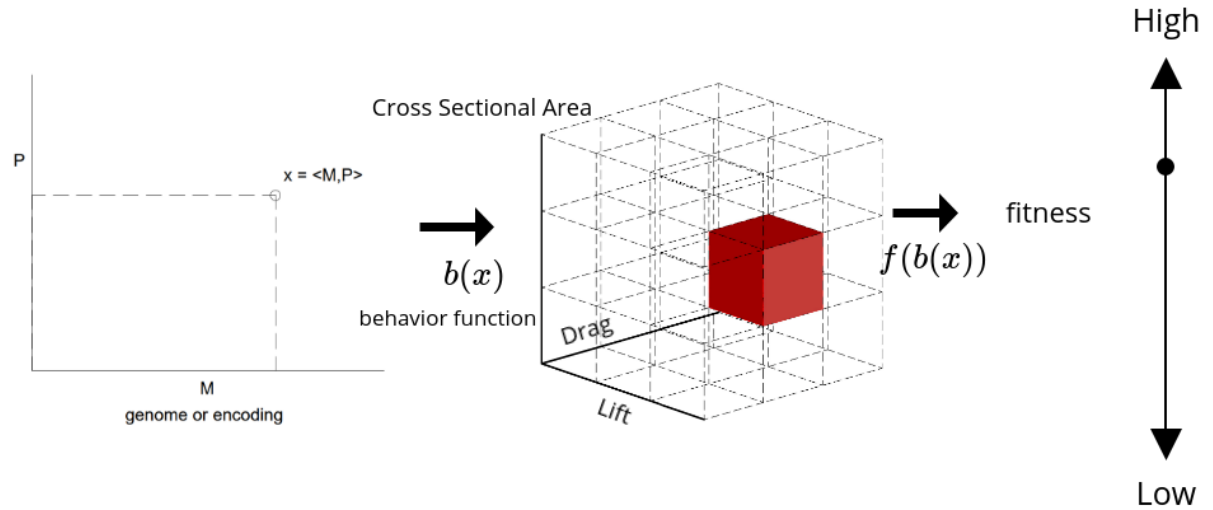 High
Cross Sectional Area
P
x = <M,P>
fitness
b(x)
f(b(x))
behavior function
Drag
M
Lift
genome or encoding
Low